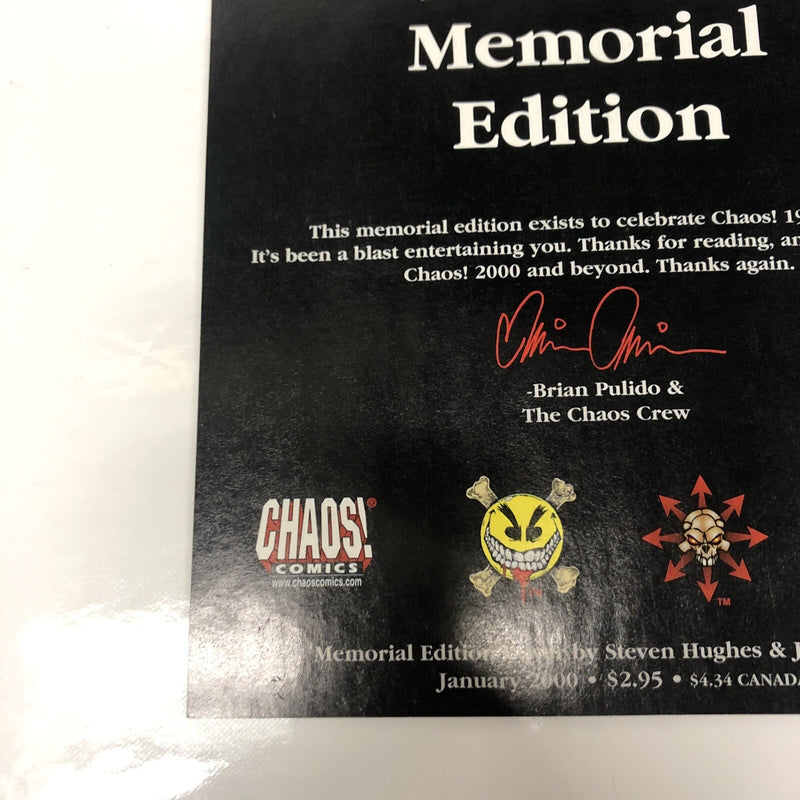 Memorial
Edition
This memorial edition exists to celebrate Chaos! 19
It's been a blast entertaining you. Thanks for reading, an
Chaos! 2000 and beyond. Thanks again.
-Brian Pulido &
The Chaos Crew
CHAOS!®
COMICS
www.chaoscomics.com
TM
Memorial Edition by Steven Hughes & J
January 2000 • $2.95 • $4.34 CANADA